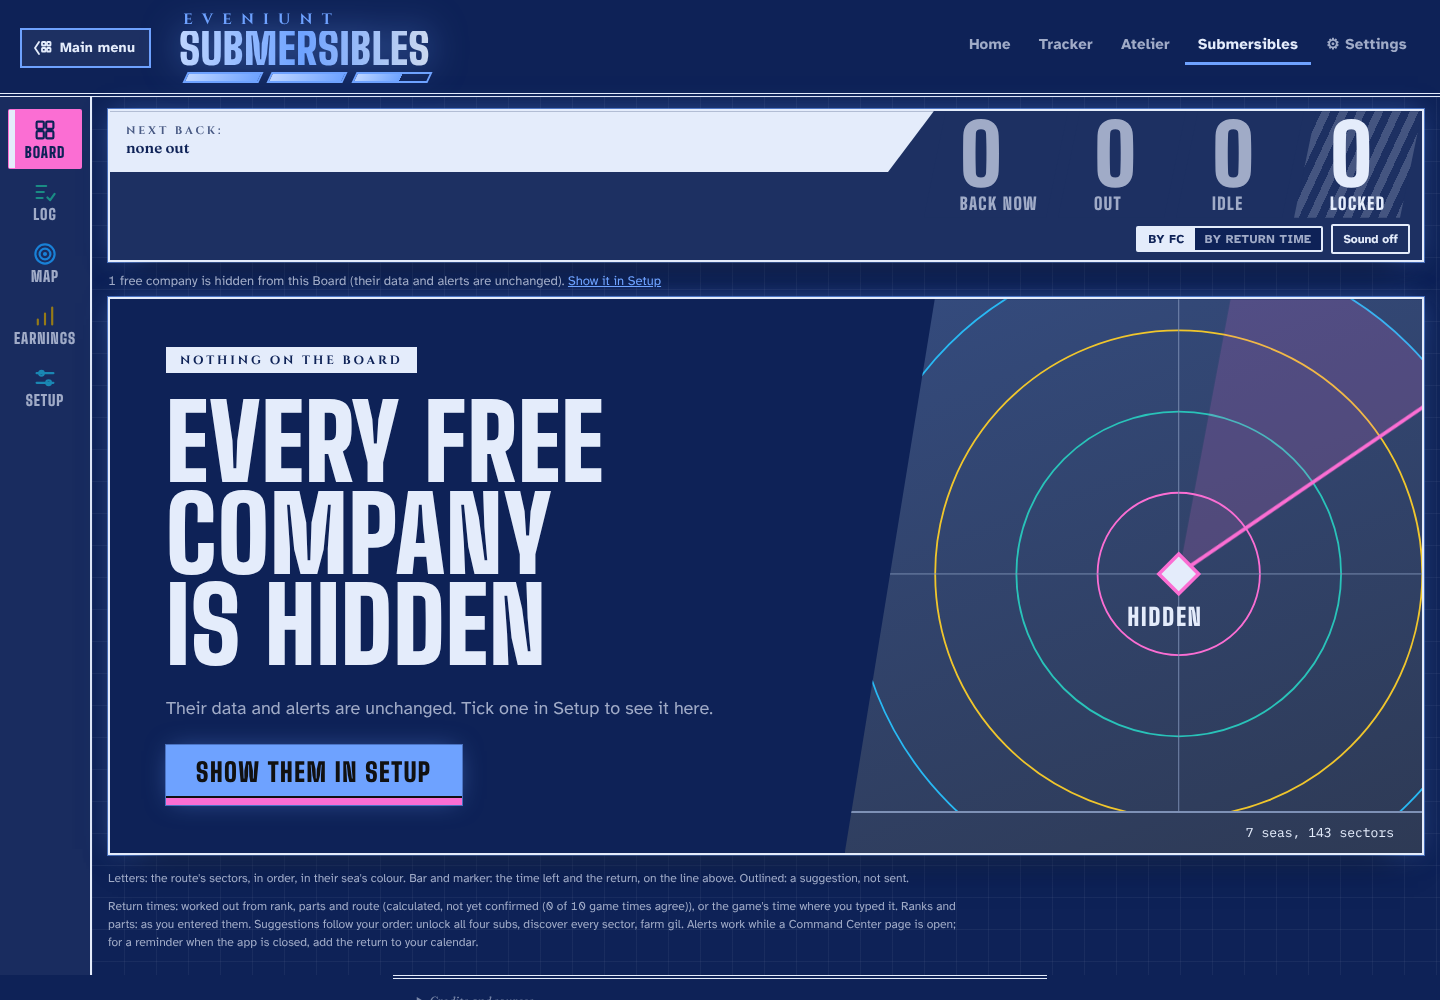 Main menu
EVENIUNT
SUBMERSIBLES
Home
Tracker
Atelier
Submersibles
⚙ Settings
BOARD
LOG
MAP
EARNINGS
SETUP
NEXT BACK:
none out
0
BACK NOW
0
OUT
0
IDLE
0
LOCKED
BY FC
BY RETURN TIME
Sound off
1 free company is hidden from this Board (their data and alerts are unchanged). Show it in Setup
NOTHING ON THE BOARD
EVERY FREE
COMPANY
IS HIDDEN
Their data and alerts are unchanged. Tick one in Setup to see it here.
SHOW THEM IN SETUP
HIDDEN
7 seas, 143 sectors
Letters: the route's sectors, in order, in their sea's colour. Bar and marker: the time left and the return, on the line above. Outlined: a suggestion, not sent.
Return times: worked out from rank, parts and route (calculated, not yet confirmed (0 of 10 game times agree)), or the game's time where you typed it. Ranks and
parts: as you entered them. Suggestions follow your order: unlock all four subs, discover every sector, farm gil. Alerts work while a Command Center page is open;
for a reminder when the app is closed, add the return to your calendar.